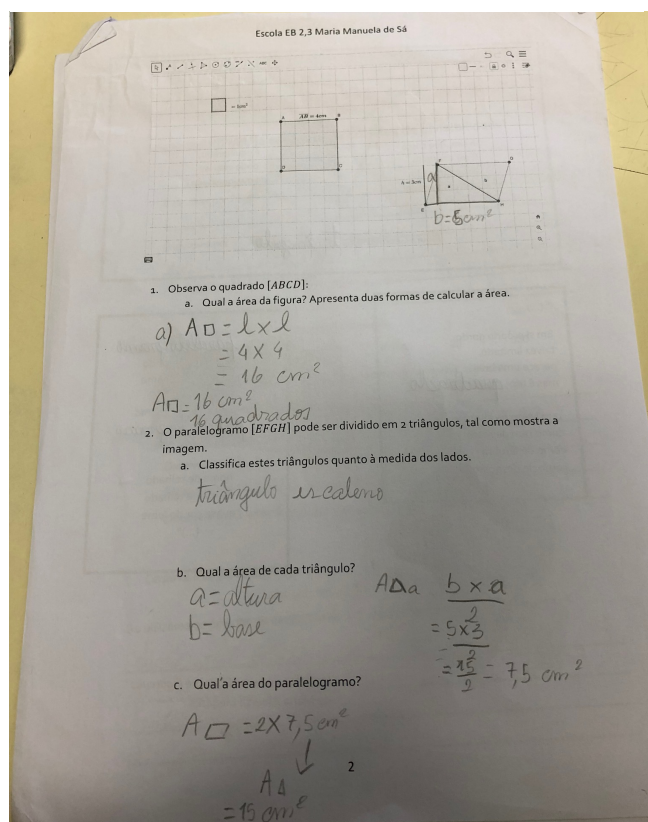 Escola EB 2,3 Maria Manuela de Sá
ABC
= 1cm²
A AB = 4cm B
h = 3cm a
b=5cm²
1. Observa o quadrado [ABCD]:
a. Qual a área da figura? Apresenta duas formas de calcular a área.
a) A□ = l x l
= 4 x 4
= 16 cm²
A□ = 16 cm²
16 quadrados
2. O paralelogramo [EFGH] pode ser dividido em 2 triângulos, tal como mostra a
imagem.
a. Classifica estes triângulos quanto à medida dos lados.
triângulo escaleno
b. Qual a área de cada triângulo?
a = altura
b = base
A△a b x a
2
= 5x3
2
= 15/2 = 7,5 cm²
c. Qual a área do paralelogramo?
A▱ = 2 x 7,5 cm²
A△
= 15 cm²
2